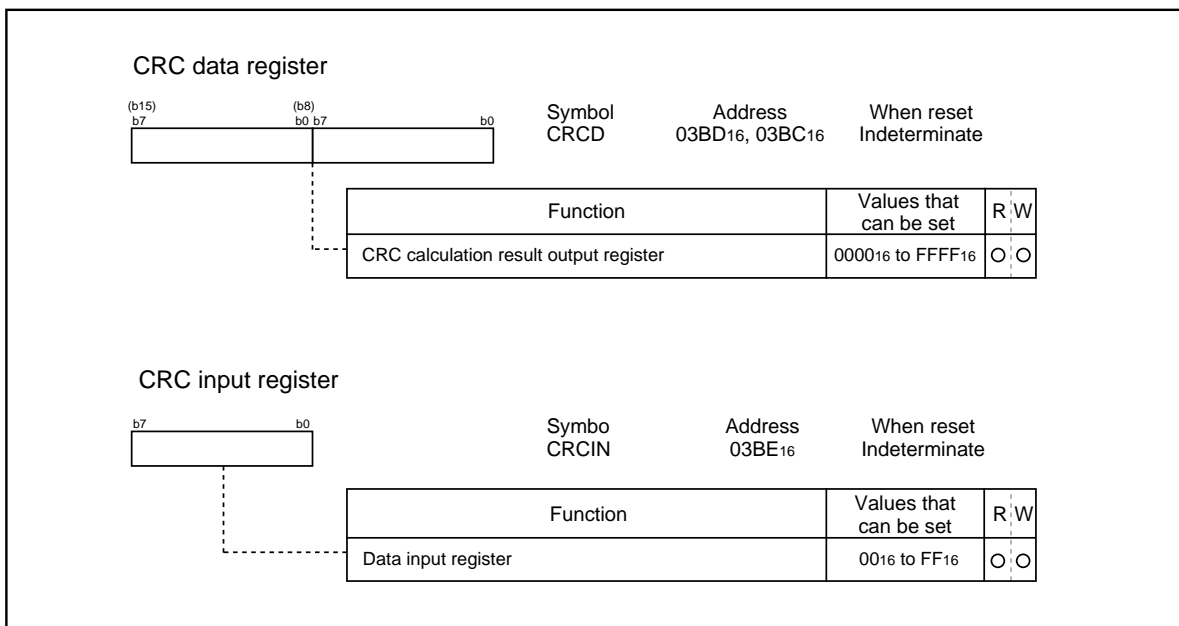 CRC data register
(b15) (b8)
b7 b0 b7 b0
Symbol Address When reset
CRCD 03BD16, 03BC16 Indeterminate
Function Values that can be set R W
CRC calculation result output register 000016 to FFFF16
CRC input register
b7 b0
Symbo Address When reset
CRCIN 03BE16 Indeterminate
Function Values that can be set R W
Data input register 0016 to FF16